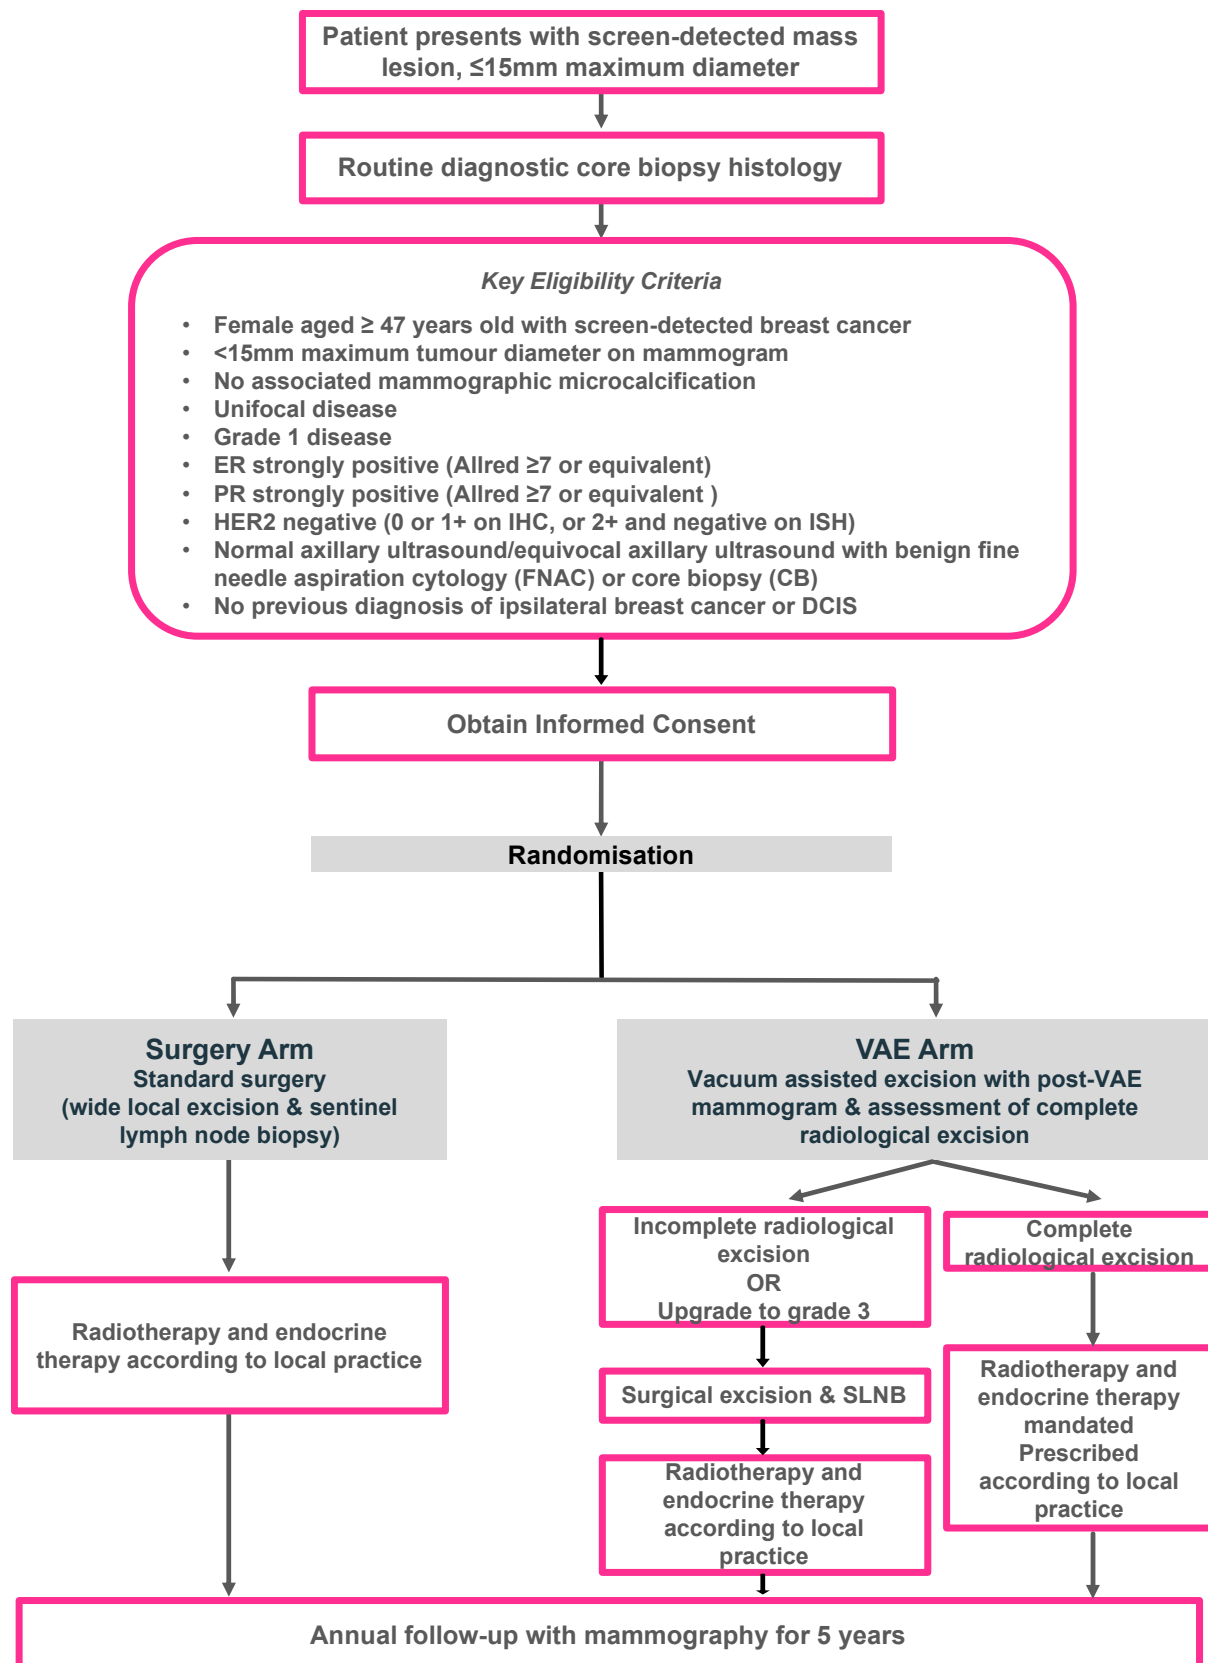 Patient presents with screen-detected mass
lesion, ≤15mm maximum diameter
Routine diagnostic core biopsy histology
Key Eligibility Criteria
• Female aged ≥ 47 years old with screen-detected breast cancer
• <15mm maximum tumour diameter on mammogram
• No associated mammographic microcalcification
• Unifocal disease
• Grade 1 disease
• ER strongly positive (Allred ≥7 or equivalent)
• PR strongly positive (Allred ≥7 or equivalent )
• HER2 negative (0 or 1+ on IHC, or 2+ and negative on ISH)
• Normal axillary ultrasound/equivocal axillary ultrasound with benign fine
needle aspiration cytology (FNAC) or core biopsy (CB)
• No previous diagnosis of ipsilateral breast cancer or DCIS
Obtain Informed Consent
Randomisation
Surgery Arm
Standard surgery
(wide local excision & sentinel
lymph node biopsy)
VAE Arm
Vacuum assisted excision with post-VAE
mammogram & assessment of complete
radiological excision
Incomplete radiological
excision
OR
Upgrade to grade 3
Complete
radiological excision
Radiotherapy and endocrine
therapy according to local practice
Surgical excision & SLNB
Radiotherapy and
endocrine therapy
mandated
Prescribed
according to local
practice
Radiotherapy and
endocrine therapy
according to local
practice
Annual follow-up with mammography for 5 years